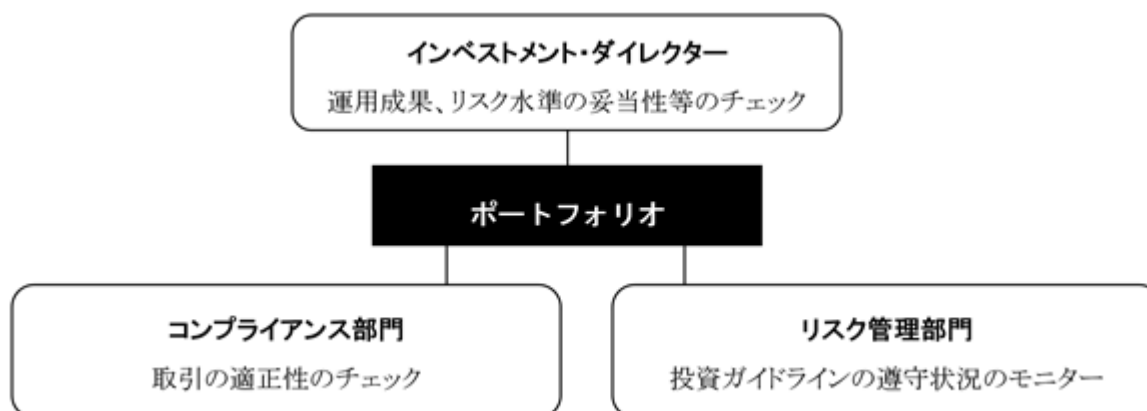 インベストメント・ダイレクター
運用成果、リスク水準の妥当性等のチェック
ポートフォリオ
コンプライアンス部門
取引の適正性のチェック
リスク管理部門
投資ガイドラインの遵守状況のモニター